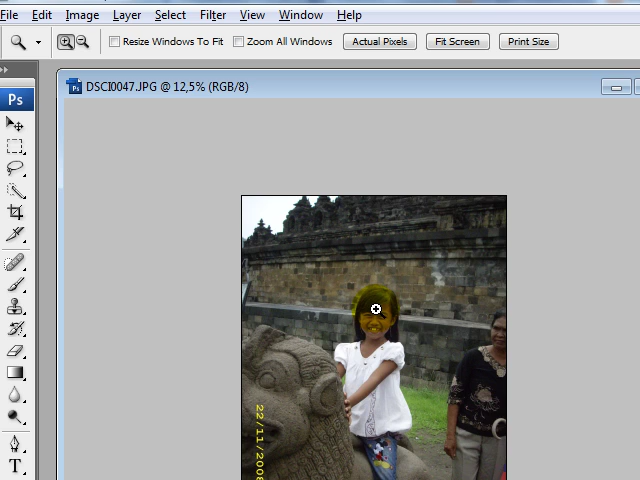 File Edit Image Layer Select Filter View Window Help
Resize Windows To Fit Zoom All Windows Actual Pixels Fit Screen Print Size
Ps
DSCI0047.JPG @ 12,5% (RGB/8)
22/11/2008